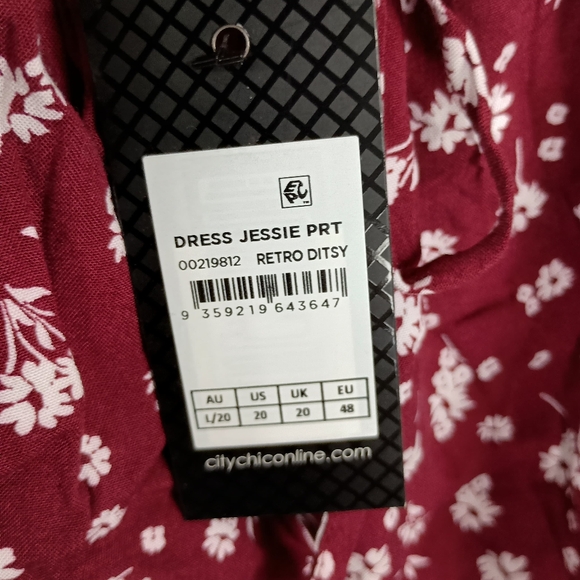 EPC
DRESS JESSIE PRT
00219812 RETRO DITSY
9 359219 643647
AU US UK EU
L/20 20 20 48
citychiconline.com